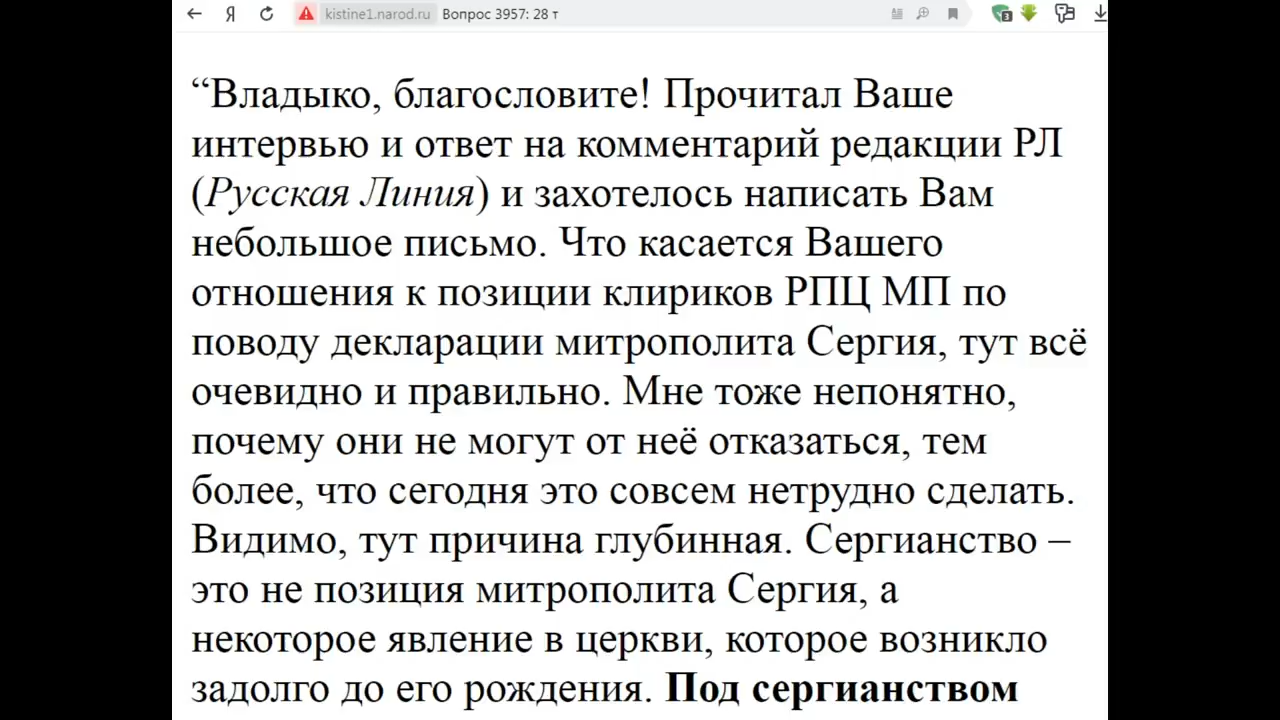 Я kistine1.narod.ru Вопрос 3957: 28 т 3
“Владыко, благословите! Прочитал Ваше
интервью и ответ на комментарий редакции РЛ
(Русская Линия) и захотелось написать Вам
небольшое письмо. Что касается Вашего
отношения к позиции клириков РПЦ МП по
поводу декларации митрополита Сергия, тут всё
очевидно и правильно. Мне тоже непонятно,
почему они не могут от неё отказаться, тем
более, что сегодня это совсем нетрудно сделать.
Видимо, тут причина глубинная. Сергианство –
это не позиция митрополита Сергия, а
некоторое явление в церкви, которое возникло
задолго до его рождения. Под сергианством